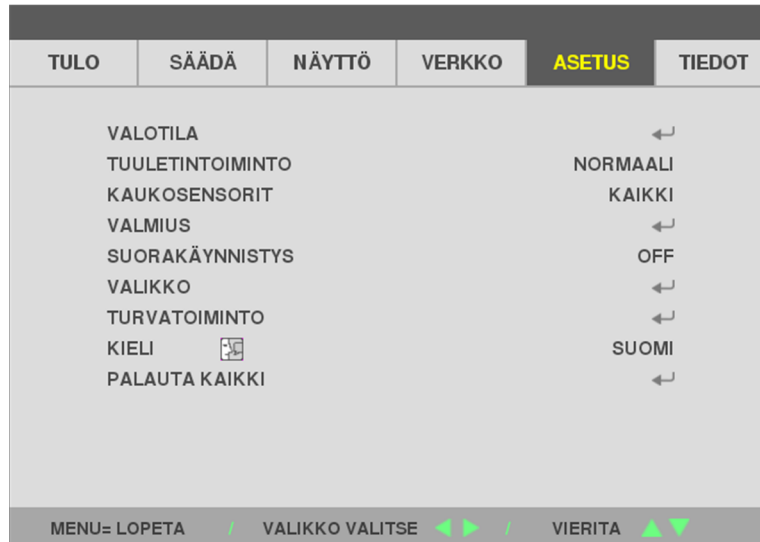 TULO SÄÄDÄ NÄYTTÖ VERKKO ASETUS TIEDOT
VALOTILA
TUULETINTOIMINTO NORMAALI
KAUKOSENSORIT KAIKKI
VALMIUS
SUORAKÄYNNISTYS OFF
VALIKKO
TURVATOIMINTO
KIELI SUOMI
PALAUTA KAIKKI
MENU= LOPETA / VALIKKO VALITSE / VIERITA